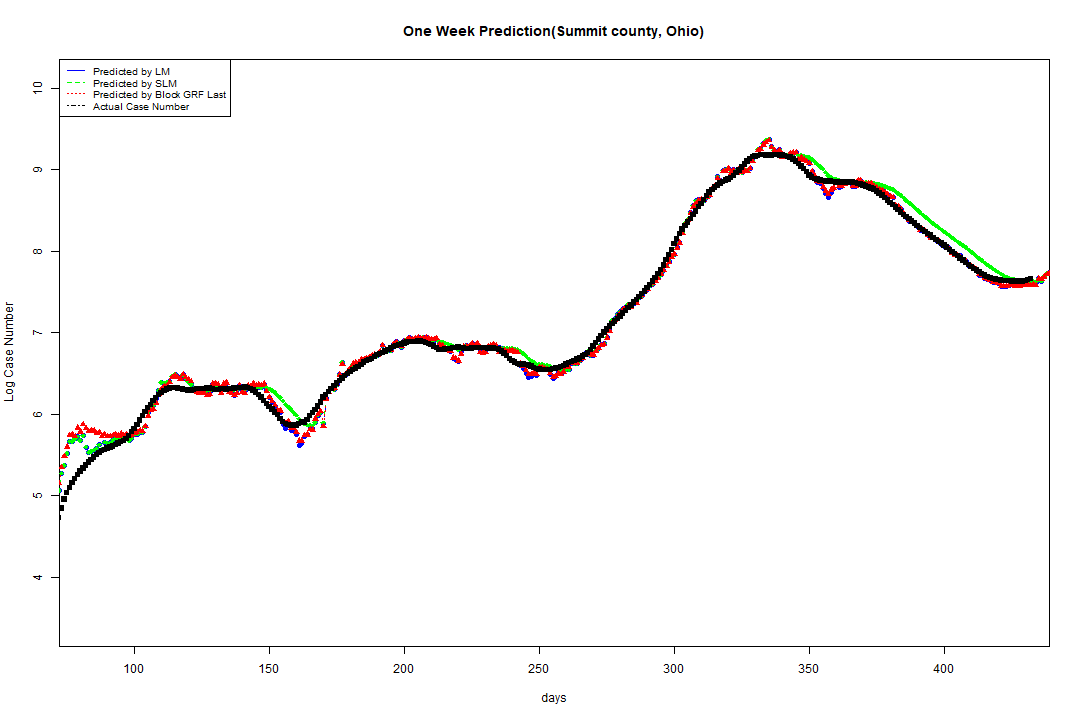 One Week Prediction(Summit county, Ohio)
Predicted by LM
Predicted by SLM
Predicted by Block GRF Last
Actual Case Number
10
9
8
7
6
5
4
Log Case Number
100 150 200 250 300 350 400
days